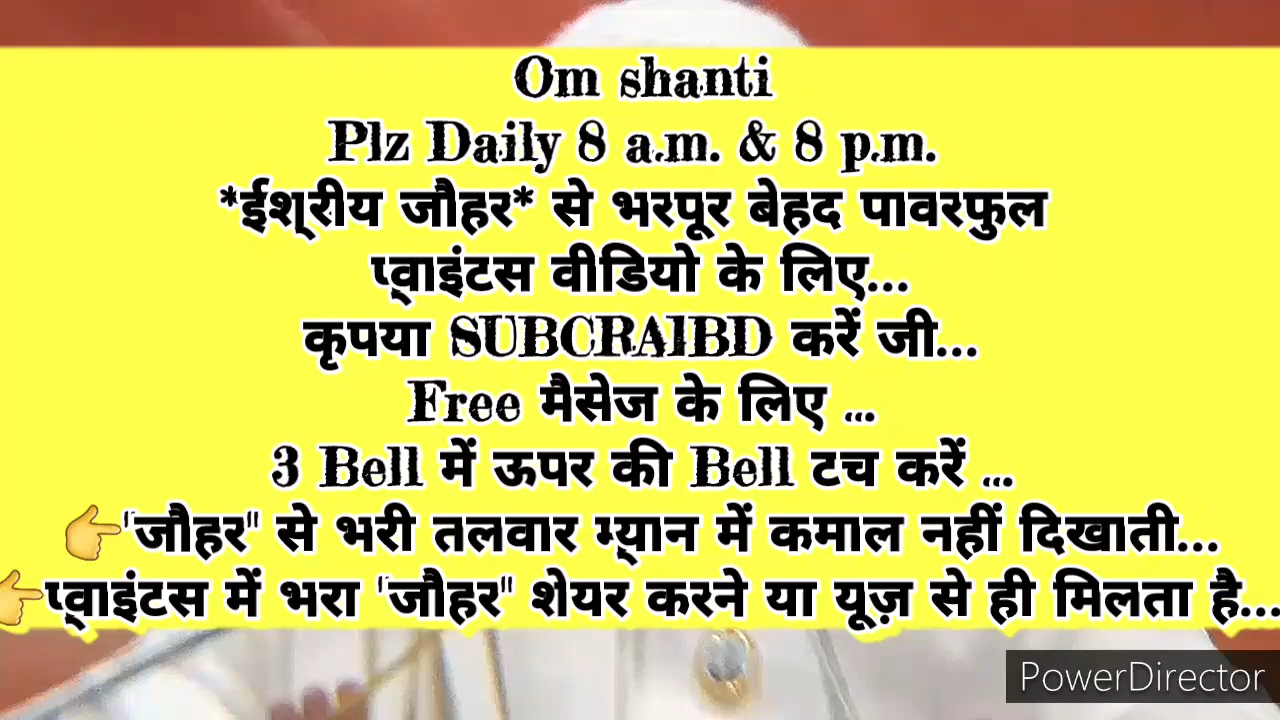 Om shanti
Plz Daily 8 a.m. & 8 p.m.
*ईश्रीय जौहर* से भरपूर बेहद पावरफुल
प्वाइंटस वीडियो के लिए...
कृपया SUBCRAIBD करें जी...
Free मैसेज के लिए ...
3 Bell में ऊपर की Bell टच करें ...
👉"जौहर" से भरी तलवार म्यान में कमाल नहीं दिखाती...
👉प्वाइंटस में भरा "जौहर" शेयर करने या यूज़ से ही मिलता है...
PowerDirector